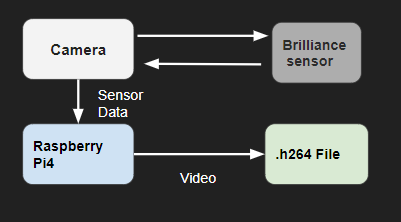 Camera
Brilliance
sensor
Sensor
Data
Raspberry
Pi4
.h264 File
Video